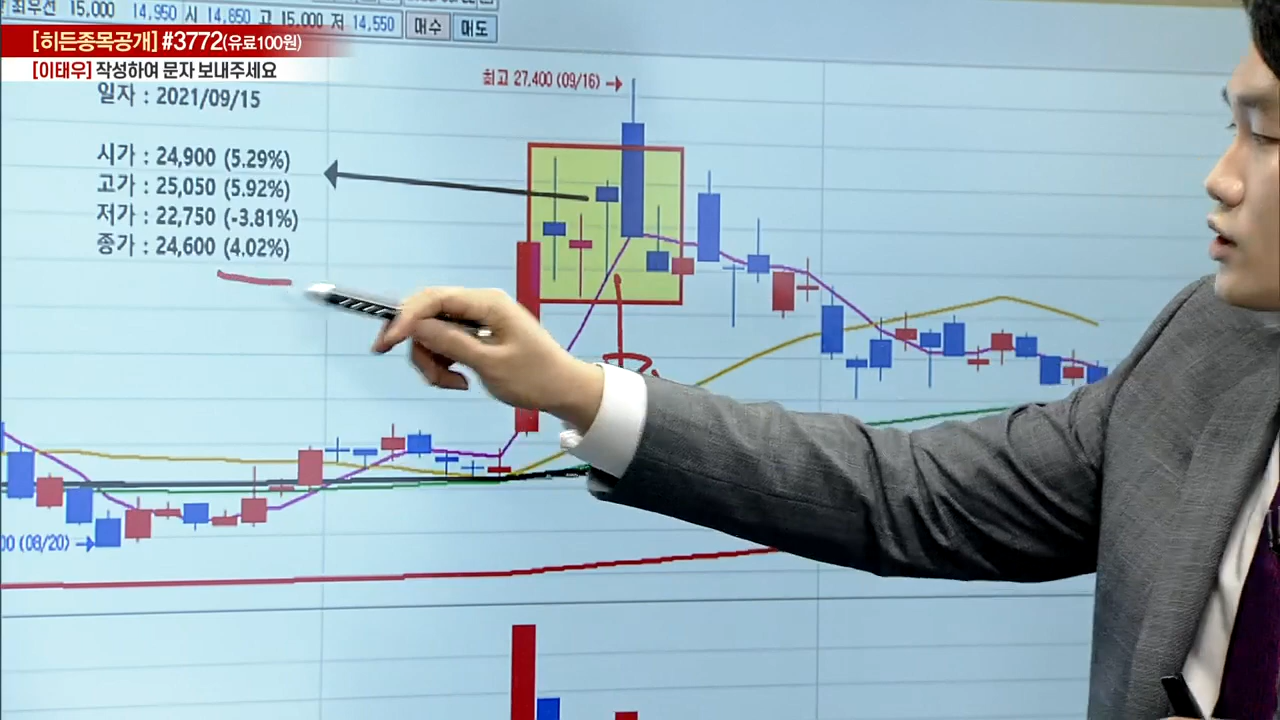 최우선 15,000 14,950 시 14,650 고 15,000 저 14,550 매수 매도
[히든종목공개] #3772(유료100원)
[이태우] 작성하여 문자 보내주세요
최고 27,400 (09/16)
일자 : 2021/09/15
시가 : 24,900 (5.29%)
고가 : 25,050 (5.92%)
저가 : 22,750 (-3.81%)
종가 : 24,600 (4.02%)
00 (08/20)